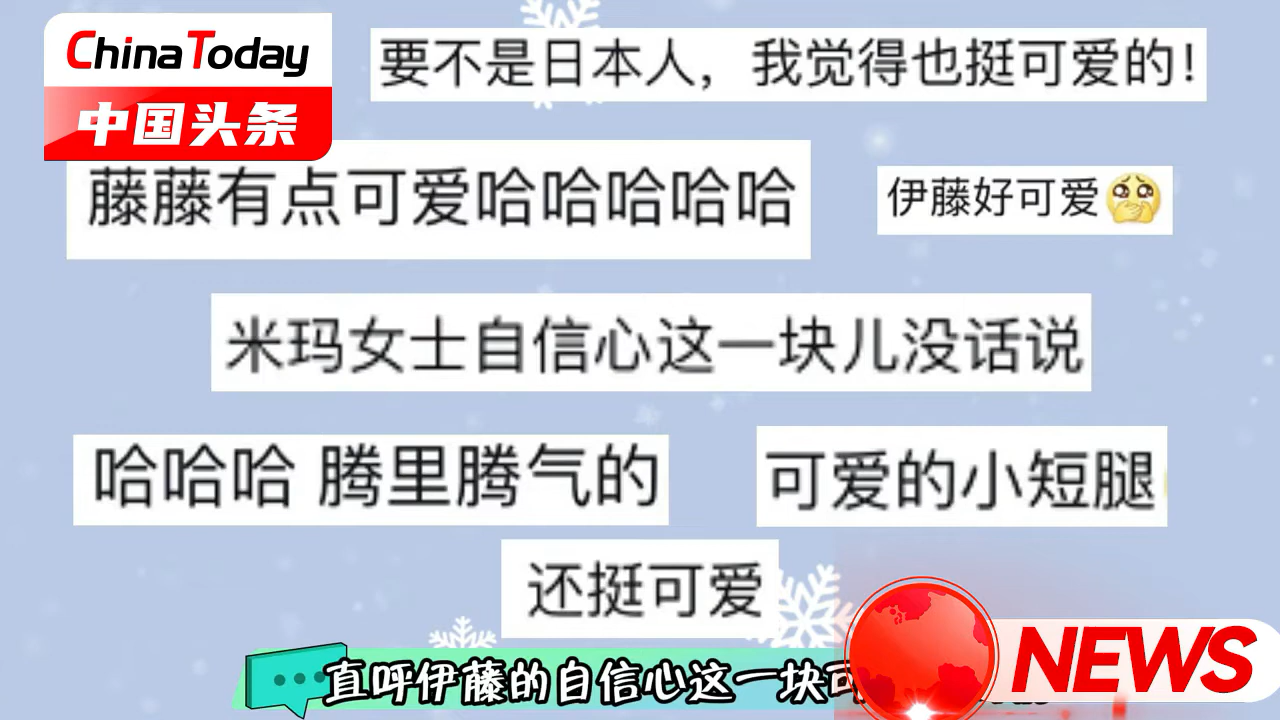 ChinaToday
中国头条
要不是日本人，我觉得也挺可爱的！
藤藤有点可爱哈哈哈哈哈
伊藤好可爱🥺
米玛女士自信心这一块儿没话说
哈哈哈 腾里腾气的
可爱的小短腿
还挺可爱
直呼伊藤的自信心这一块可
NEWS